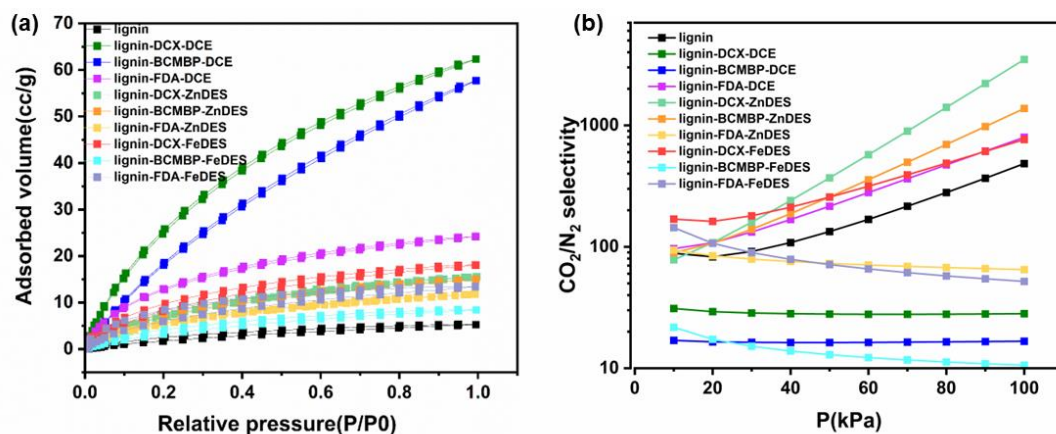 (a)
70
60
50
40
30
20
10
0
Adsorbed volume(cc/g)
lignin
lignin-DCX-DCE
lignin-BCMBP-DCE
lignin-FDA-DCE
lignin-DCX-ZnDES
lignin-BCMBP-ZnDES
lignin-FDA-ZnDES
lignin-DCX-FeDES
lignin-BCMBP-FeDES
lignin-FDA-FeDES
0.0 0.2 0.4 0.6 0.8 1.0
Relative pressure(P/P0)
(b)
1000
100
10
CO₂/N₂ selectivity
lignin
lignin-DCX-DCE
lignin-BCMBP-DCE
lignin-FDA-DCE
lignin-DCX-ZnDES
lignin-BCMBP-ZnDES
lignin-FDA-ZnDES
lignin-DCX-FeDES
lignin-BCMBP-FeDES
lignin-FDA-FeDES
0 20 40 60 80 100
P(kPa)